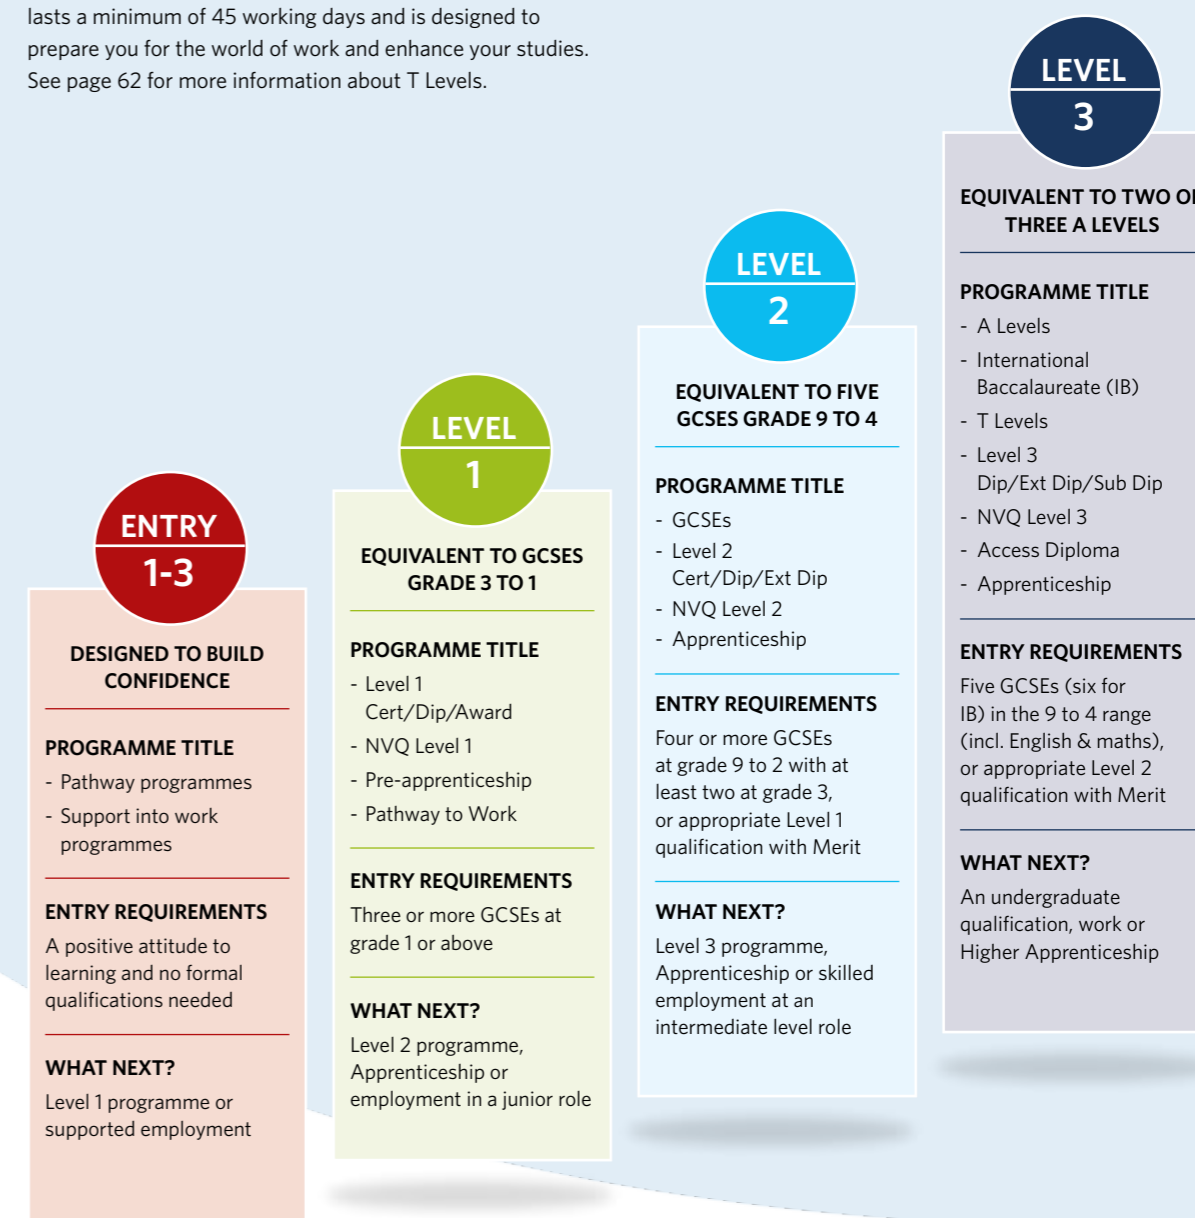 lasts a minimum of 45 working days and is designed to
prepare you for the world of work and enhance your studies.
See page 62 for more information about T Levels.
ENTRY
1-3
DESIGNED TO BUILD
CONFIDENCE
PROGRAMME TITLE
- Pathway programmes
- Support into work
programmes
ENTRY REQUIREMENTS
A positive attitude to
learning and no formal
qualifications needed
WHAT NEXT?
Level 1 programme or
supported employment
LEVEL
1
EQUIVALENT TO GCSES
GRADE 3 TO 1
PROGRAMME TITLE
- Level 1
Cert/Dip/Award
- NVQ Level 1
- Pre-apprenticeship
- Pathway to Work
ENTRY REQUIREMENTS
Three or more GCSEs at
grade 1 or above
WHAT NEXT?
Level 2 programme,
Apprenticeship or
employment in a junior role
LEVEL
2
EQUIVALENT TO FIVE
GCSES GRADE 9 TO 4
PROGRAMME TITLE
- GCSEs
- Level 2
Cert/Dip/Ext Dip
- NVQ Level 2
- Apprenticeship
ENTRY REQUIREMENTS
Four or more GCSEs
at grade 9 to 2 with at
least two at grade 3,
or appropriate Level 1
qualification with Merit
WHAT NEXT?
Level 3 programme,
Apprenticeship or skilled
employment at an
intermediate level role
LEVEL
3
EQUIVALENT TO TWO
THREE A LEVELS
PROGRAMME TITLE
- A Levels
- International
Baccalaureate (IB)
- T Levels
- Level 3
Dip/Ext Dip/Sub Dip
- NVQ Level 3
- Access Diploma
- Apprenticeship
ENTRY REQUIREMENTS
Five GCSEs (six for
IB) in the 9 to 4 range
(incl. English & maths),
or appropriate Level 2
qualification with Merit
WHAT NEXT?
An undergraduate
qualification, work or
Higher Apprenticeship